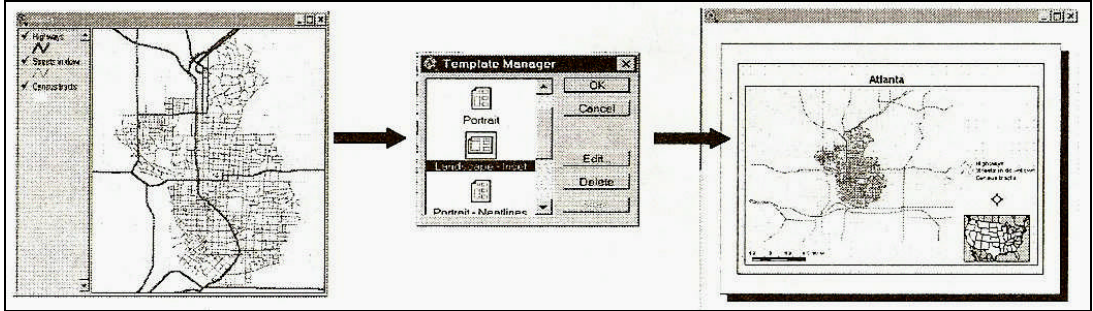 Highways
Streets in down
Census tracts
Template Manager
OK
Portrait
Cancel
Landscape - Inset
Edit...
Delete
Portrait - Neatlines
Atlanta
Highways
Streets in downtown
Census tracts